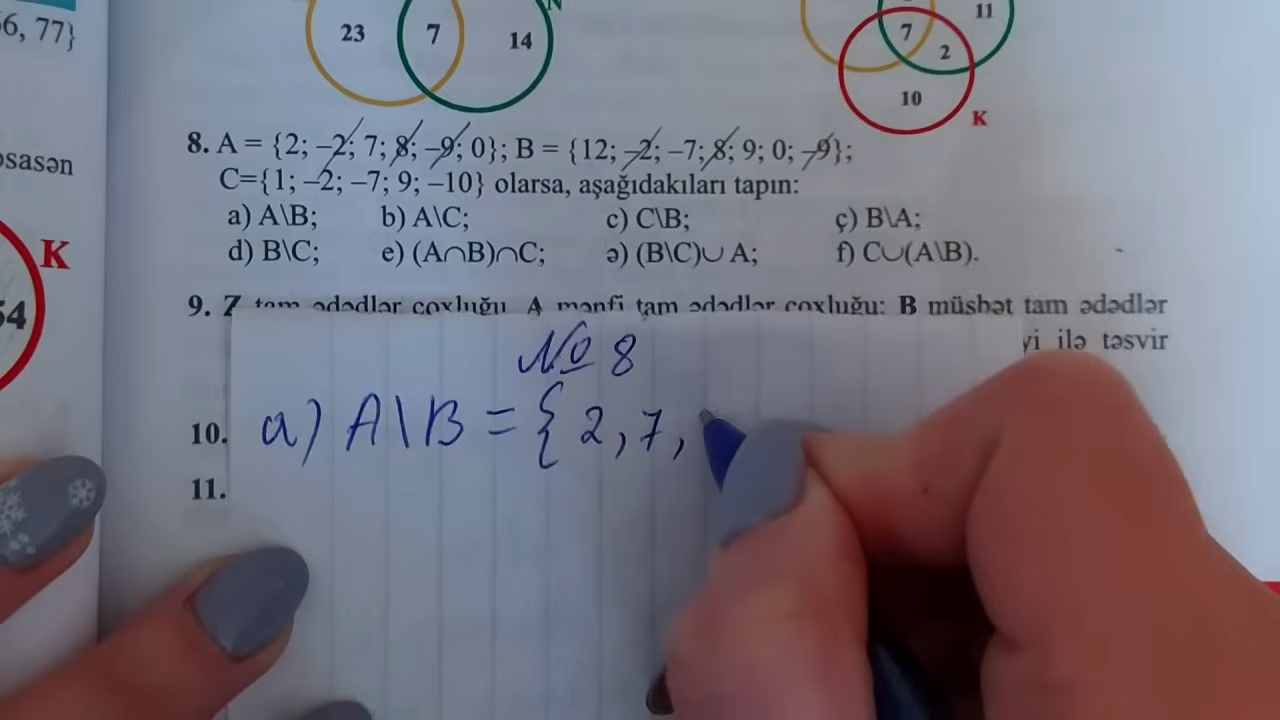 6, 77}
23 7 14
N
11
7
2
10
K
əsasən
K
54
8. A = {2; –2; 7; 8; –9; 0}; B = {12; –2; –7; 8; 9; 0; –9};
C={1; –2; –7; 9; –10} olarsa, aşağıdakıları tapın:
a) A\B; b) A\C; c) C\B; ç) B\A;
d) B\C; e) (A∩B)∩C; ə) (B\C)∪ A; f) C∪(A\B).
9. Z tam ədədlər çoxluğu, A mənfi tam ədədlər çoxluğu; B müsbət tam ədədlər
yi ilə təsvir
№ 8
10. a) A\B = { 2, 7,
11.